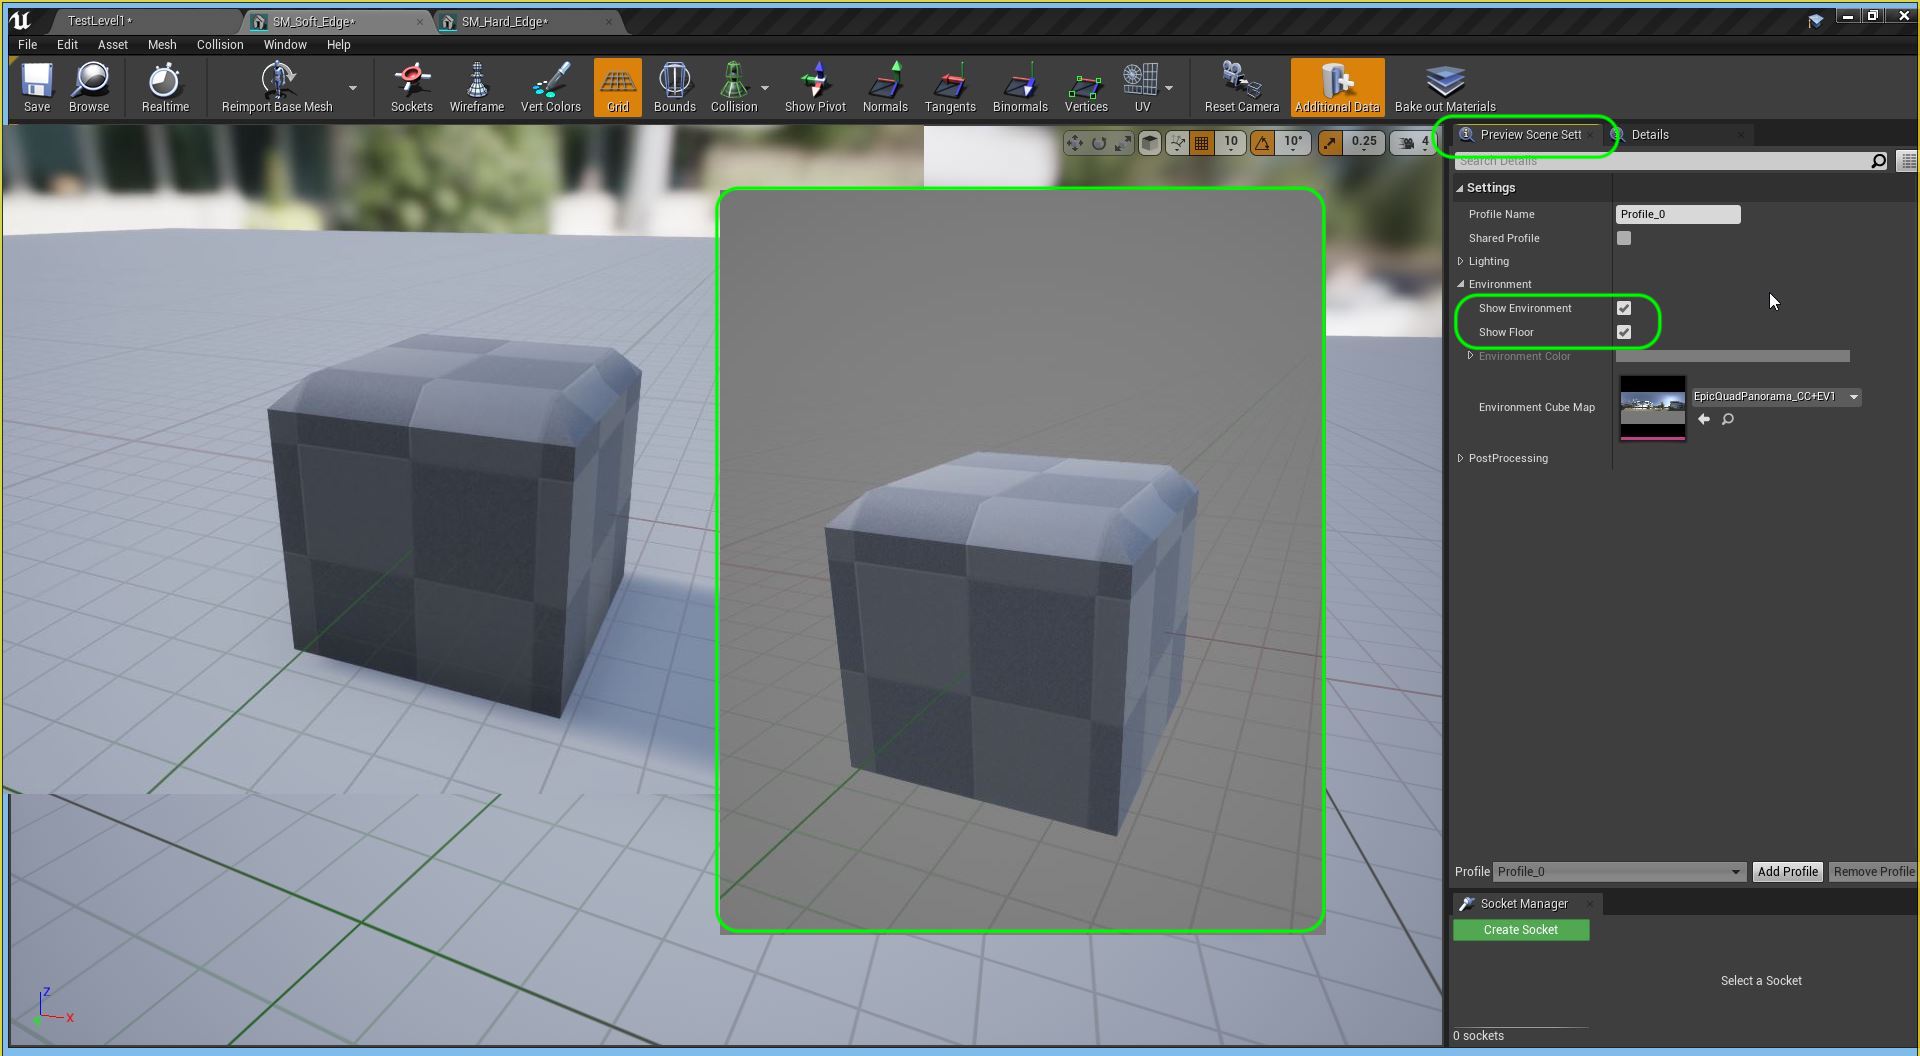 TestLevel1*
SM_Soft_Edge*
SM_Hard_Edge*
File Edit Asset Mesh Collision Window Help
Save Browse Realtime Reimport Base Mesh Sockets Wireframe Vert Colors Grid Bounds Collision Show Pivot Normals Tangents Binormals Vertices UV Reset Camera Additional Data Bake out Materials
10 10° 0.25 4
Preview Scene Sett
Details
Search Details
Settings
Profile Name Profile_0
Shared Profile
Lighting
Environment
Show Environment
Show Floor
Environment Color
Environment Cube Map EpicQuadPanorama_CC+EV1
PostProcessing
Profile Profile_0 Add Profile Remove Profile
Socket Manager
Create Socket
Select a Socket
0 sockets
Z
X